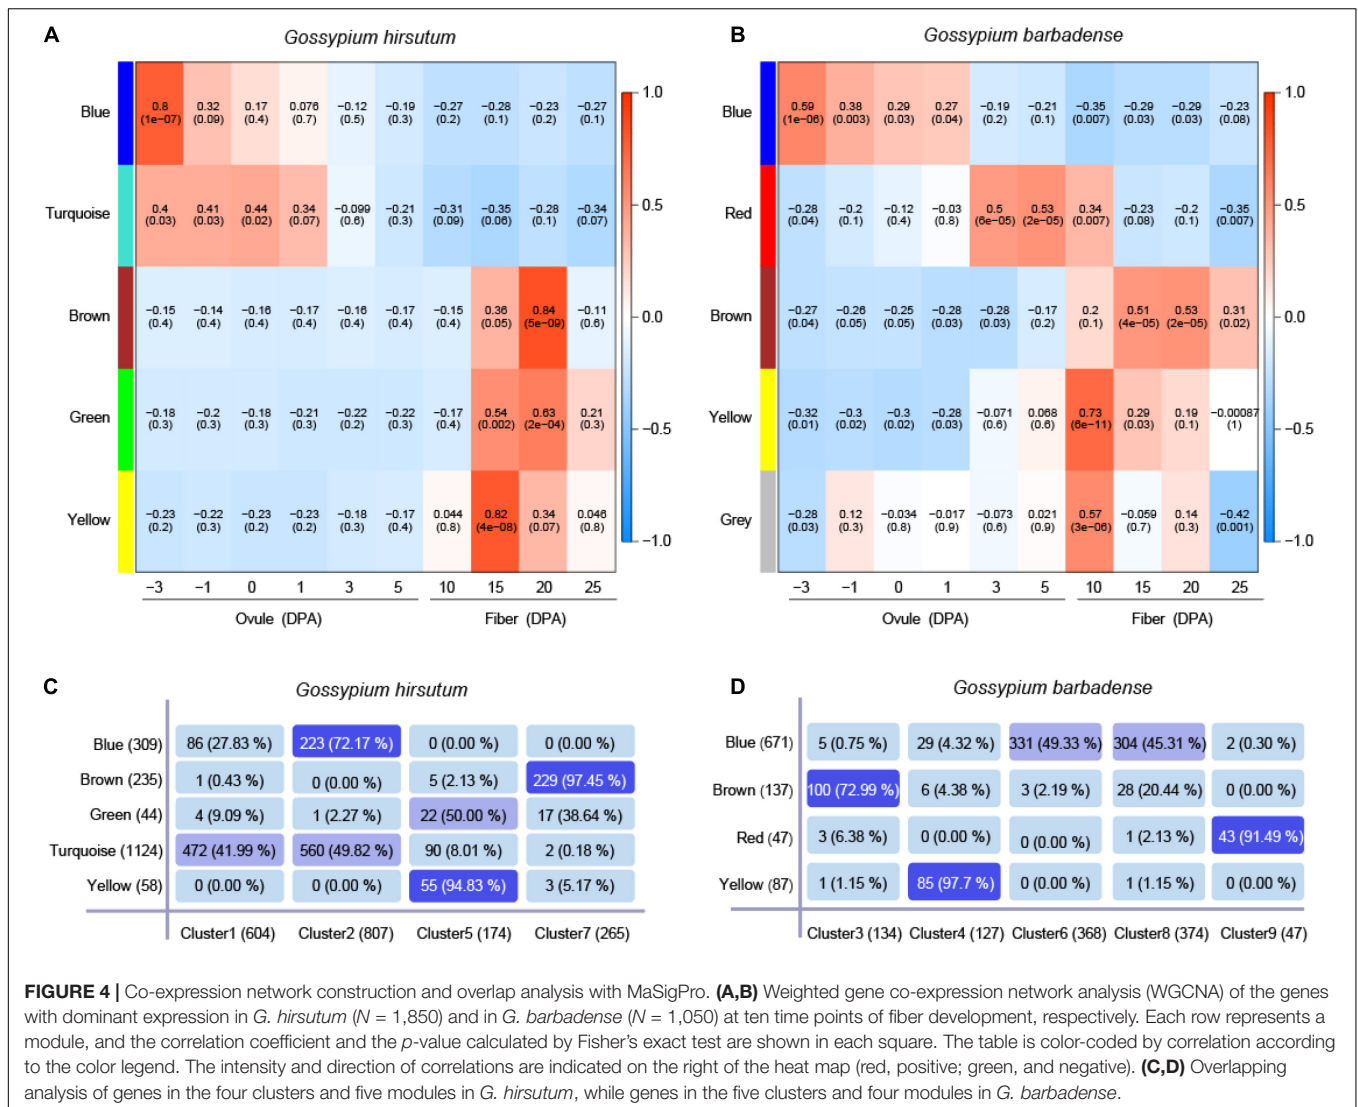 A
Gossypium hirsutum
Blue
0.8 0.32 0.17 0.076 −0.12 −0.19 −0.27 −0.28 −0.23 −0.27
(1e−07) (0.09) (0.4) (0.7) (0.5) (0.3) (0.2) (0.1) (0.2) (0.1)
Turquoise
0.4 0.41 0.44 0.34 −0.099 −0.21 −0.31 −0.35 −0.28 −0.34
(0.03) (0.03) (0.02) (0.07) (0.6) (0.3) (0.09) (0.06) (0.1) (0.07)
Brown
−0.15 −0.14 −0.16 −0.17 −0.16 −0.17 −0.15 0.36 0.84 −0.11
(0.4) (0.4) (0.4) (0.4) (0.4) (0.4) (0.4) (0.05) (5e−09) (0.6)
Green
−0.18 −0.2 −0.18 −0.21 −0.22 −0.22 −0.17 0.54 0.63 0.21
(0.3) (0.3) (0.3) (0.3) (0.2) (0.2) (0.4) (0.002) (2e−04) (0.3)
Yellow
−0.23 −0.22 −0.23 −0.23 −0.18 −0.17 0.044 0.82 0.34 0.046
(0.2) (0.3) (0.2) (0.2) (0.3) (0.4) (0.8) (4e−08) (0.07) (0.8)
−3 −1 0 1 3 5 10 15 20 25
Ovule (DPA) Fiber (DPA)
1.0
0.5
0.0
−0.5
−1.0
B
Gossypium barbadense
Blue
0.59 0.38 0.29 0.27 −0.19 −0.21 −0.35 −0.29 −0.29 −0.23
(1e−06) (0.003) (0.03) (0.04) (0.2) (0.1) (0.007) (0.03) (0.03) (0.08)
Red
−0.28 −0.2 −0.12 −0.03 0.5 0.53 0.34 −0.23 −0.2 −0.35
(0.04) (0.1) (0.4) (0.8) (6e−05) (2e−05) (0.007) (0.08) (0.1) (0.007)
Brown
−0.27 −0.26 −0.25 −0.28 −0.28 −0.17 0.2 0.51 0.53 0.31
(0.04) (0.05) (0.05) (0.03) (0.03) (0.2) (0.1) (4e−05) (2e−05) (0.02)
Yellow
−0.32 −0.3 −0.3 −0.28 −0.071 0.068 0.73 0.29 0.19 −0.00087
(0.01) (0.02) (0.02) (0.03) (0.6) (0.6) (6e−11) (0.03) (0.1) (1)
Grey
−0.28 0.12 −0.034 −0.017 −0.073 0.021 0.57 −0.059 0.14 −0.42
(0.03) (0.3) (0.8) (0.9) (0.6) (0.9) (3e−06) (0.7) (0.3) (0.001)
−3 −1 0 1 3 5 10 15 20 25
Ovule (DPA) Fiber (DPA)
1.0
0.5
0.0
−0.5
−1.0
C
Gossypium hirsutum
Blue (309) 86 (27.83 %) 223 (72.17 %) 0 (0.00 %) 0 (0.00 %)
Brown (235) 1 (0.43 %) 0 (0.00 %) 5 (2.13 %) 229 (97.45 %)
Green (44) 4 (9.09 %) 1 (2.27 %) 22 (50.00 %) 17 (38.64 %)
Turquoise (1124) 472 (41.99 %) 560 (49.82 %) 90 (8.01 %) 2 (0.18 %)
Yellow (58) 0 (0.00 %) 0 (0.00 %) 55 (94.83 %) 3 (5.17 %)
Cluster1 (604) Cluster2 (807) Cluster5 (174) Cluster7 (265)
D
Gossypium barbadense
Blue (671) 5 (0.75 %) 29 (4.32 %) 331 (49.33 %) 304 (45.31 %) 2 (0.30 %)
Brown (137) 100 (72.99 %) 6 (4.38 %) 3 (2.19 %) 28 (20.44 %) 0 (0.00 %)
Red (47) 3 (6.38 %) 0 (0.00 %) 0 (0.00 %) 1 (2.13 %) 43 (91.49 %)
Yellow (87) 1 (1.15 %) 85 (97.7 %) 0 (0.00 %) 1 (1.15 %) 0 (0.00 %)
Cluster3 (134) Cluster4 (127) Cluster6 (368) Cluster8 (374) Cluster9 (47)
FIGURE 4 | Co-expression network construction and overlap analysis with MaSigPro. (A,B) Weighted gene co-expression network analysis (WGCNA) of the genes
with dominant expression in G. hirsutum (N = 1,850) and in G. barbadense (N = 1,050) at ten time points of fiber development, respectively. Each row represents a
module, and the correlation coefficient and the p-value calculated by Fisher's exact test are shown in each square. The table is color-coded by correlation according
to the color legend. The intensity and direction of correlations are indicated on the right of the heat map (red, positive; green, and negative). (C,D) Overlapping
analysis of genes in the four clusters and five modules in G. hirsutum, while genes in the five clusters and four modules in G. barbadense.